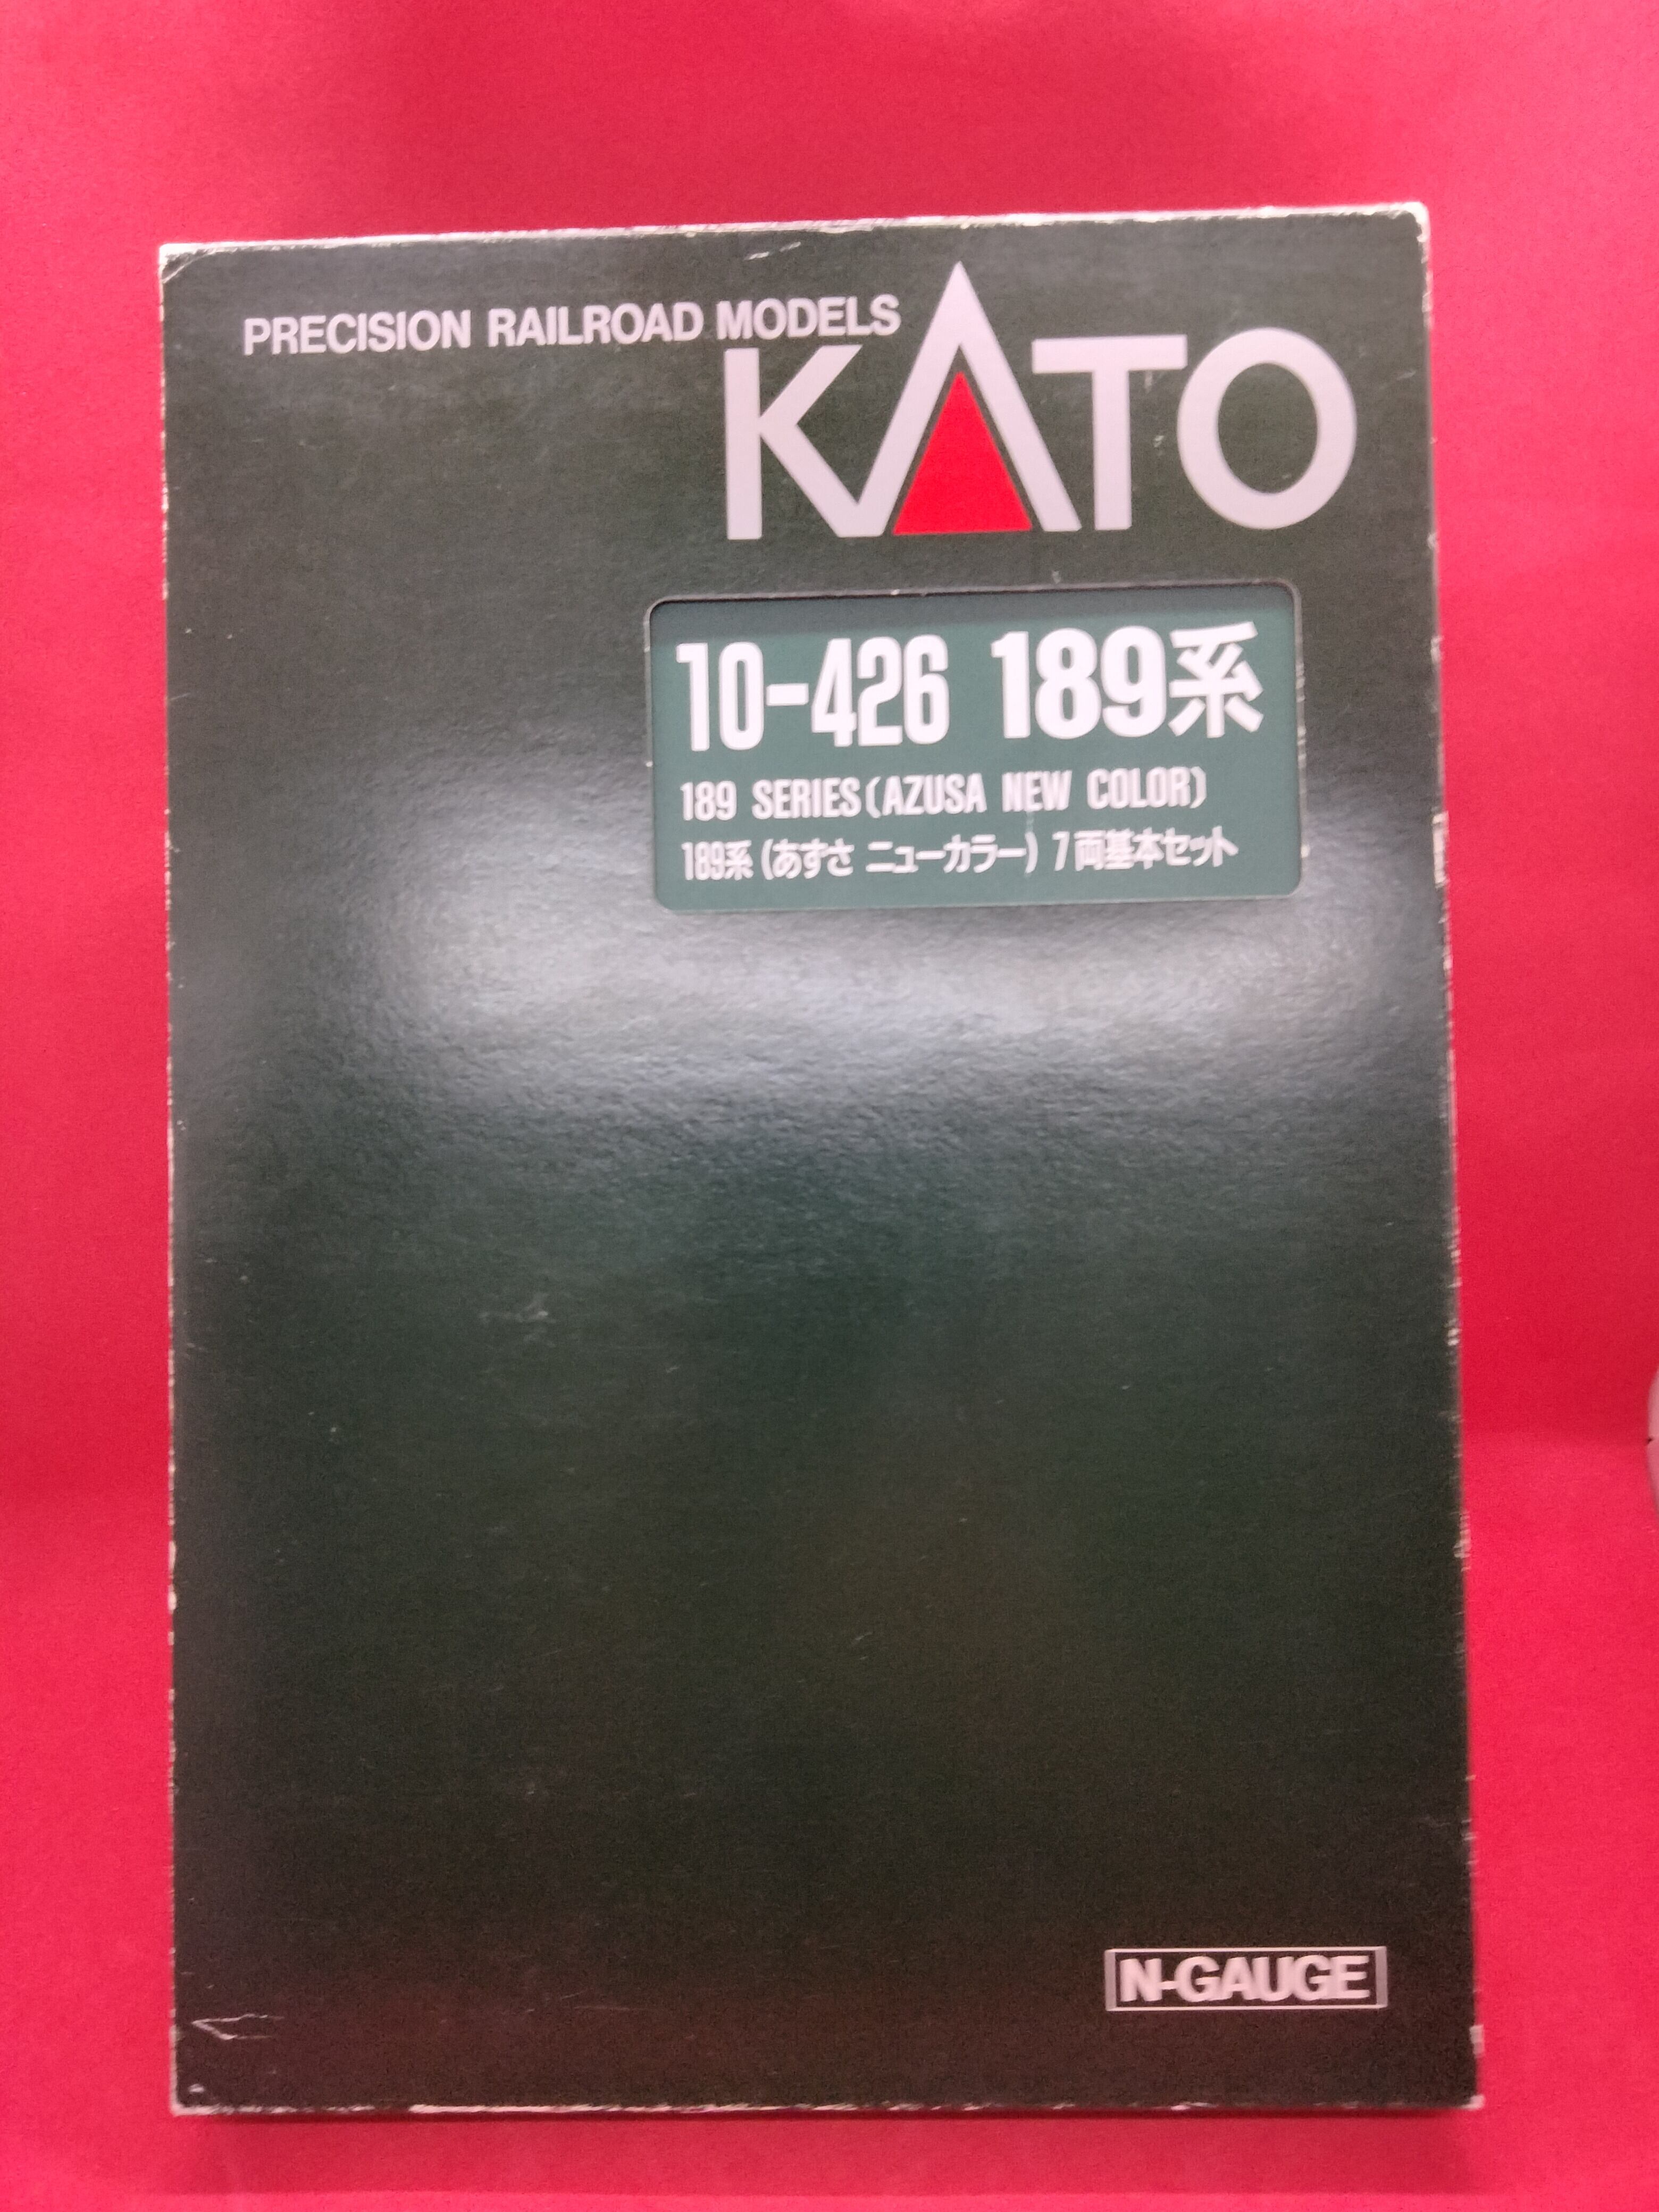 PRECISION RAILROAD MODELS
KATO
10-426 189系
189 SERIES(AZUSA NEW COLOR)
189系(あずさ ニューカラー) 7両基本セット
N-GAUGE